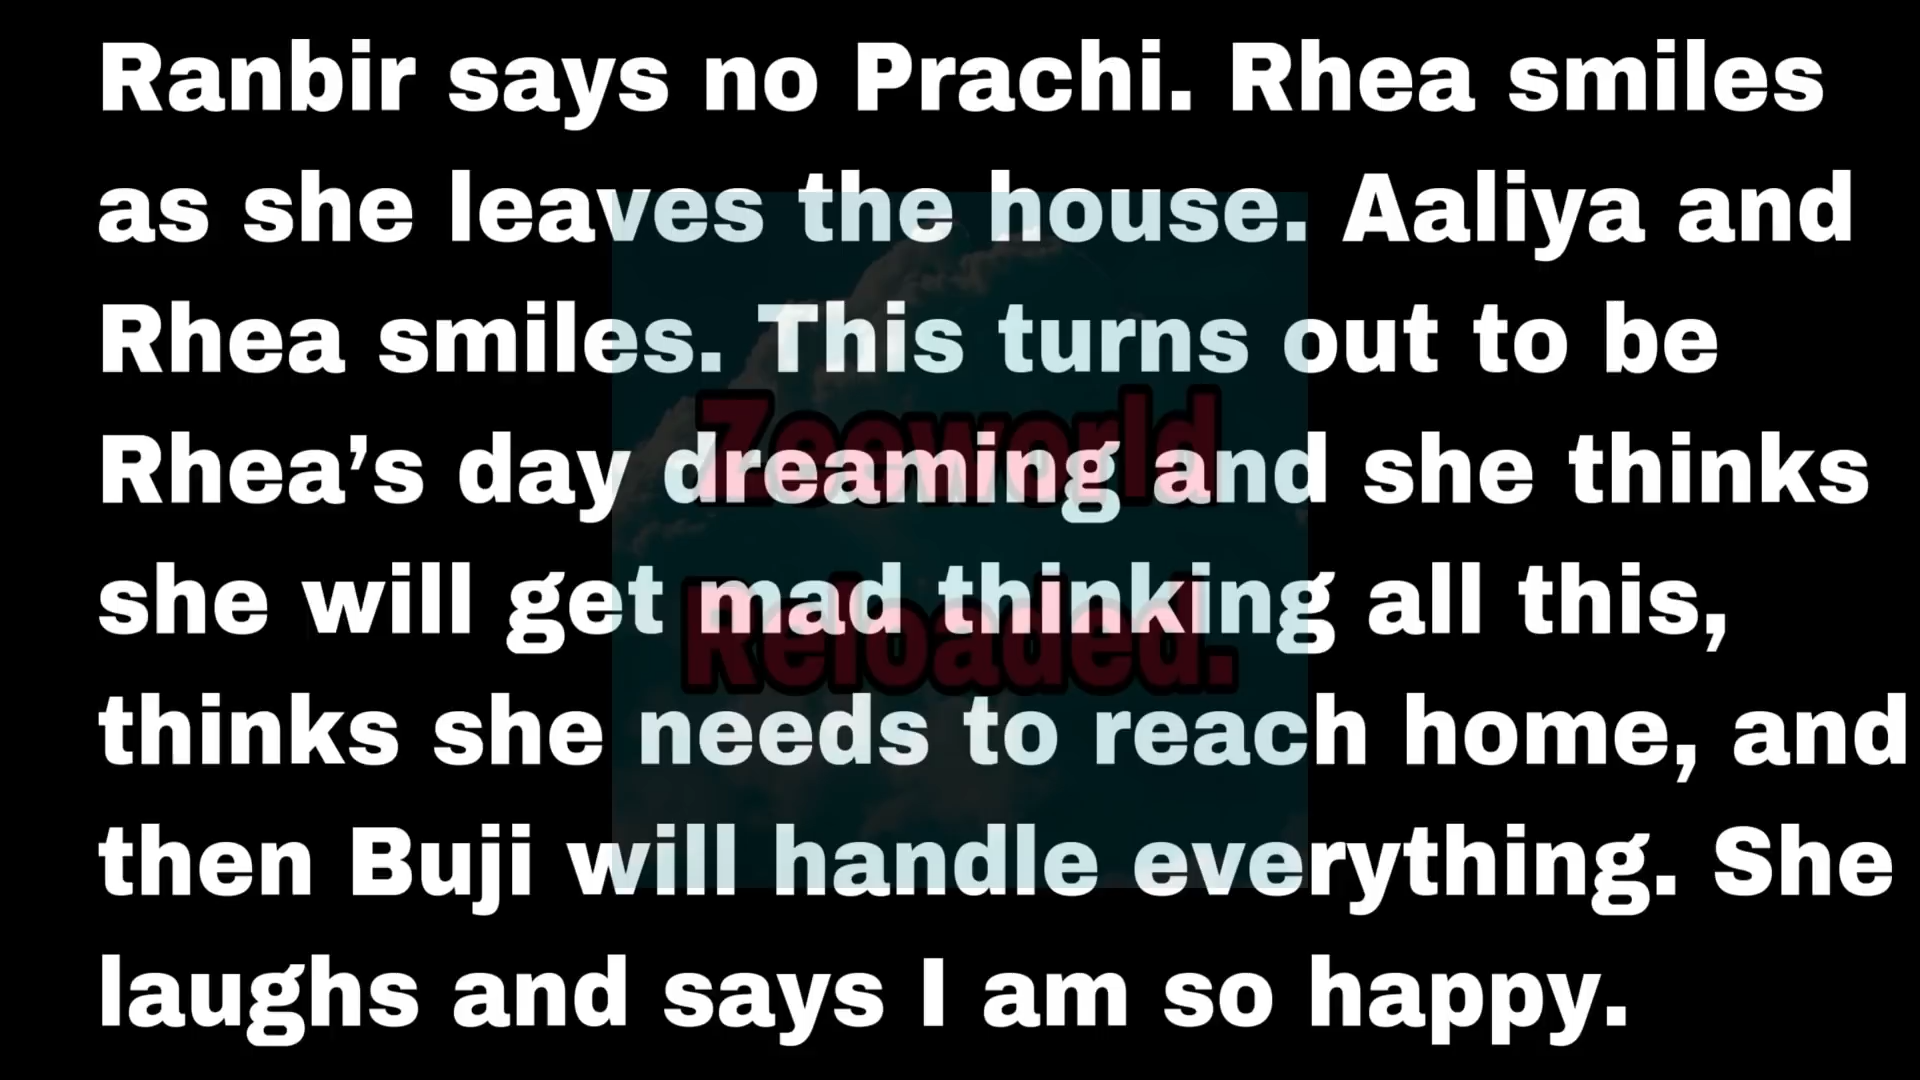 Ranbir says no Prachi. Rhea smiles
as she leaves the house. Aaliya and
Rhea smiles. This turns out to be
Rhea’s day dreaming and she thinks
she will get mad thinking all this,
thinks she needs to reach home, and
then Buji will handle everything. She
laughs and says I am so happy.
Zeeworld
Reloaded.